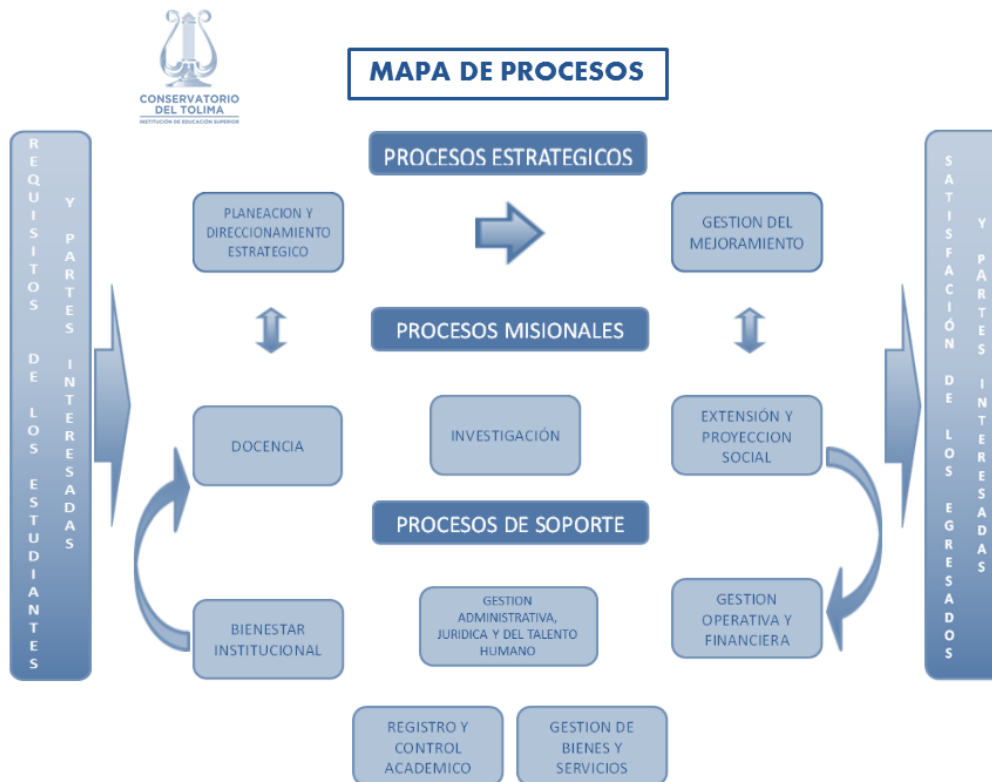 CONSERVATORIO
DEL TOLIMA
INSTITUCIÓN DE EDUCACIÓN SUPERIOR
MAPA DE PROCESOS
REQUISITOS DE LOS ESTUDIANTES
Y PARTES INTERESADAS
PROCESOS ESTRATEGICOS
PLANEACION Y
DIRECCIONAMIENTO
ESTRATEGICO
GESTION DEL
MEJORAMIENTO
PROCESOS MISIONALES
DOCENCIA
INVESTIGACIÓN
EXTENSIÓN Y
PROYECCION
SOCIAL
PROCESOS DE SOPORTE
BIENESTAR
INSTITUCIONAL
GESTION
ADMINISTRATIVA,
JURIDICA Y DEL TALENTO
HUMANO
GESTION
OPERATIVA Y
FINANCIERA
REGISTRO Y
CONTROL
ACADEMICO
GESTION DE
BIENES Y
SERVICIOS
SATISFACIÓN DE LOS EGRESADOS
Y PARTES INTERESADAS